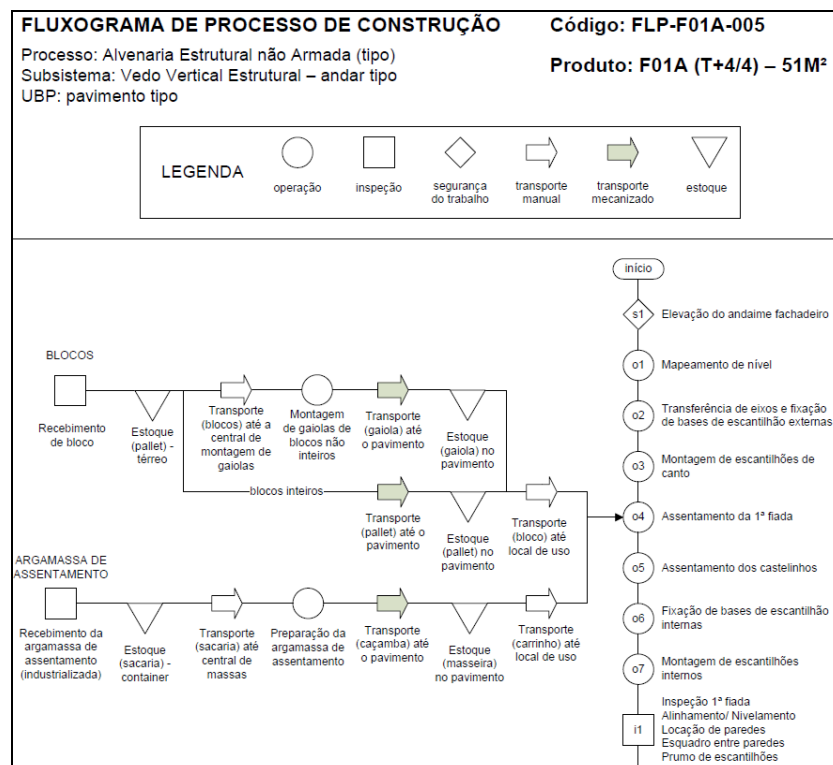 FLUXOGRAMA DE PROCESSO DE CONSTRUÇÃO
Código: FLP-F01A-005
Processo: Alvenaria Estrutural não Armada (tipo)
Subsistema: Vedo Vertical Estrutural – andar tipo
UBP: pavimento tipo
Produto: F01A (T+4/4) – 51M²
LEGENDA
operação
inspeção
segurança
do trabalho
transporte
manual
transporte
mecanizado
estoque
início
s1
Elevação do andaime fachadeiro
BLOCOS
Recebimento
de bloco
Estoque
(pallet) -
térreo
Transporte
(blocos) até a
central de
montagem de
gaiolas
Montagem
de gaiolas de
blocos não
inteiros
Transporte
(gaiola) até
o pavimento
Estoque
(gaiola) no
pavimento
blocos inteiros
Transporte
(pallet) até o
pavimento
Estoque
(pallet) no
pavimento
Transporte
(bloco) até
local de uso
ARGAMASSA DE
ASSENTAMENTO
Recebimento da
argamassa de
assentamento
(industrializada)
Estoque
(sacaria) -
container
Transporte
(sacaria) até
central de
massas
Preparação da
argamassa de
assentamento
Transporte
(caçamba) até
o pavimento
Estoque
(masseira)
no pavimento
Transporte
(carrinho) até
local de uso
o1
Mapeamento de nível
o2
Transferência de eixos e fixação
de bases de escantilhão externas
o3
Montagem de escantilhões de
canto
o4
Assentamento da 1ª fiada
o5
Assentamento dos castelinhos
o6
Fixação de bases de escantilhão
internas
o7
Montagem de escantilhões
internos
i1
Inspeção 1ª fiada
Alinhamento/ Nivelamento
Locação de paredes
Esquadro entre paredes
Prumo de escantilhões